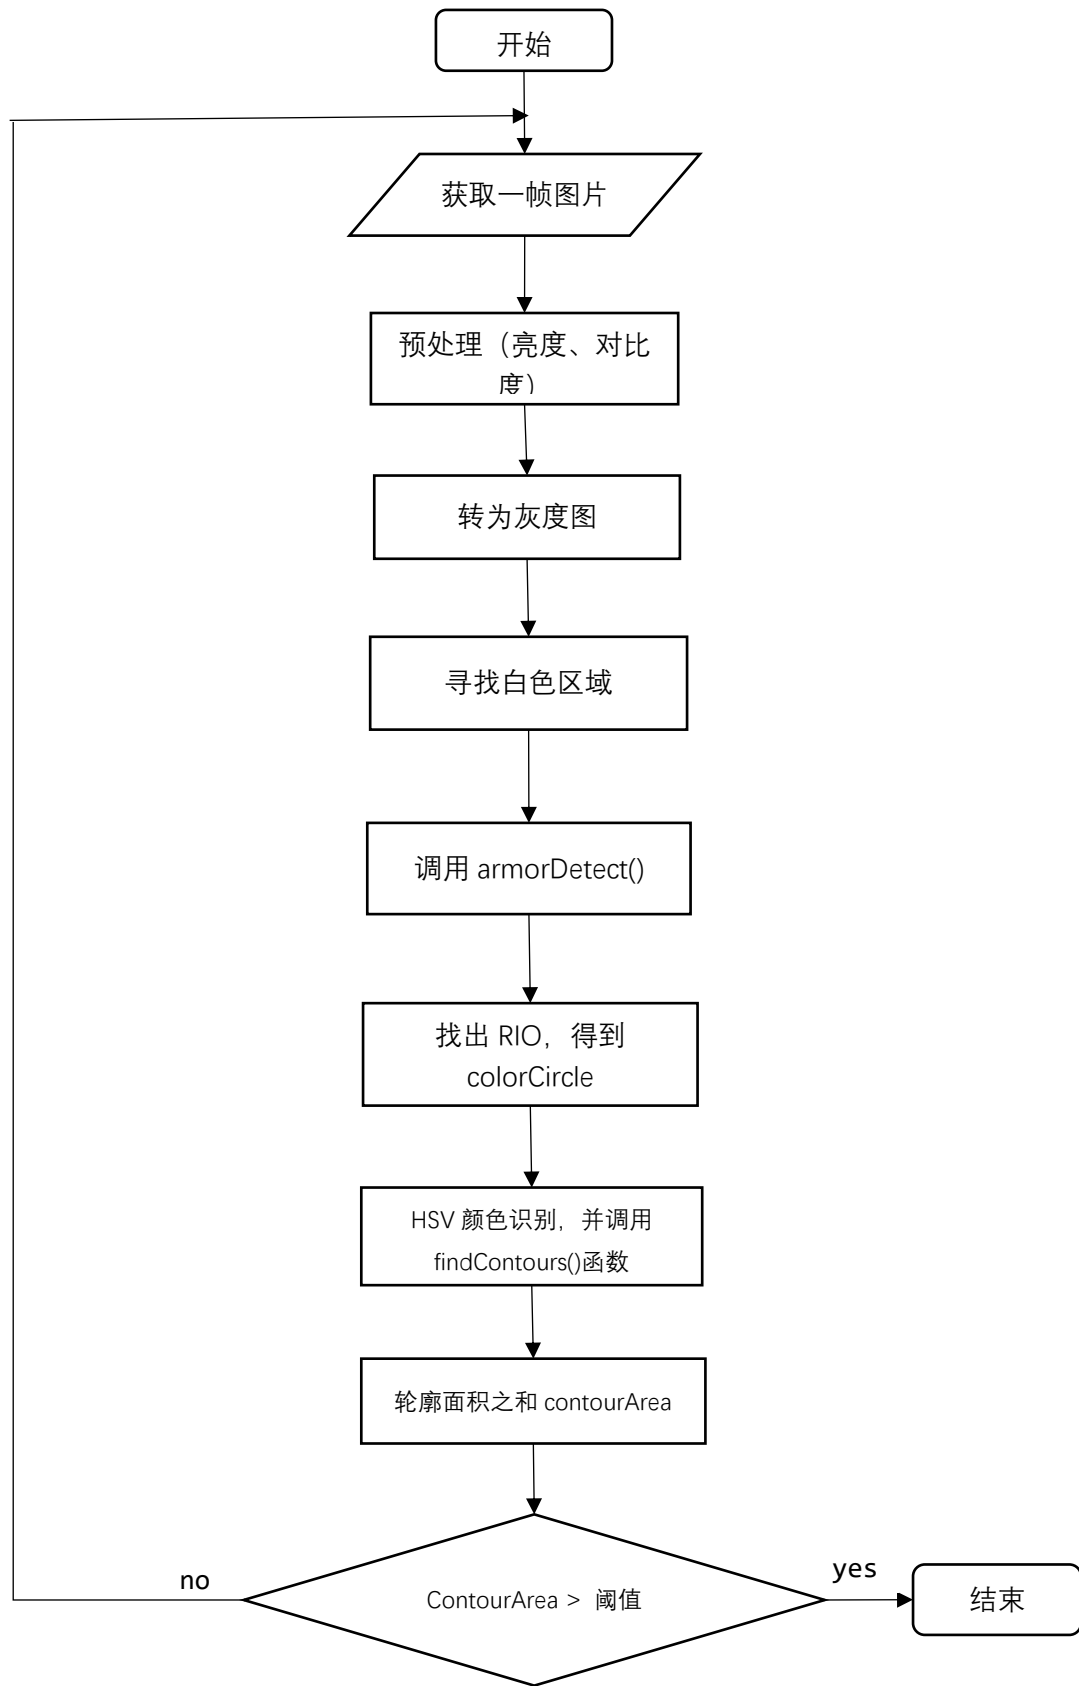 开始
获取一帧图片
预处理（亮度、对比
度）
转为灰度图
寻找白色区域
调用 armorDetect()
找出 RIO，得到
colorCircle
HSV 颜色识别，并调用
findContours()函数
轮廓面积之和 contourArea
no
ContourArea > 阈值
yes
结束